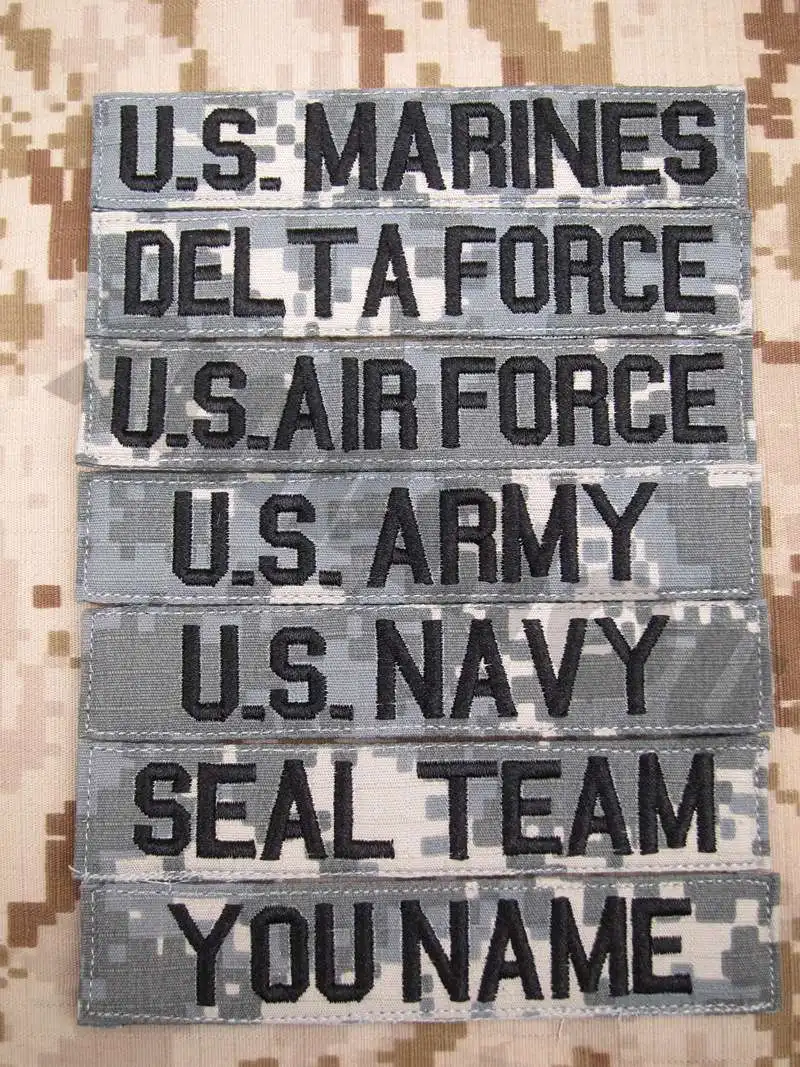 U.S. MARINES
DELTA FORCE
U.S. AIR FORCE
U.S. ARMY
U.S. NAVY
SEAL TEAM
YOU NAME